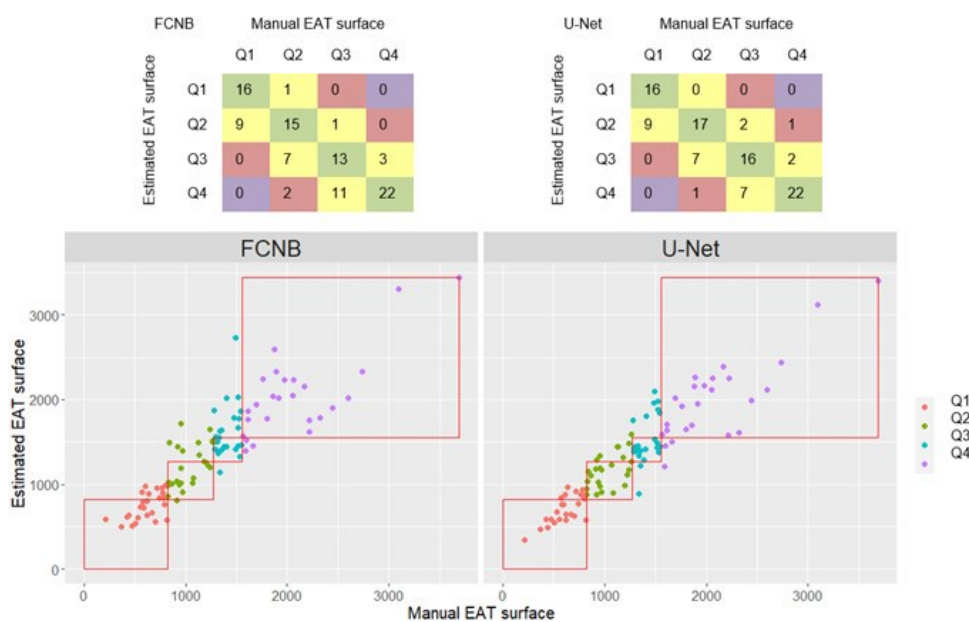 FCNB Manual EAT surface
Q1 Q2 Q3 Q4
Estimated EAT surface
Q1 16 1 0 0
Q2 9 15 1 0
Q3 0 7 13 3
Q4 0 2 11 22
U-Net Manual EAT surface
Q1 Q2 Q3 Q4
Estimated EAT surface
Q1 16 0 0 0
Q2 9 17 2 1
Q3 0 7 16 2
Q4 0 1 7 22
FCNB
U-Net
Estimated EAT surface
3000
2000
1000
0
0 1000 2000 3000
0 1000 2000 3000
Manual EAT surface
Q1
Q2
Q3
Q4